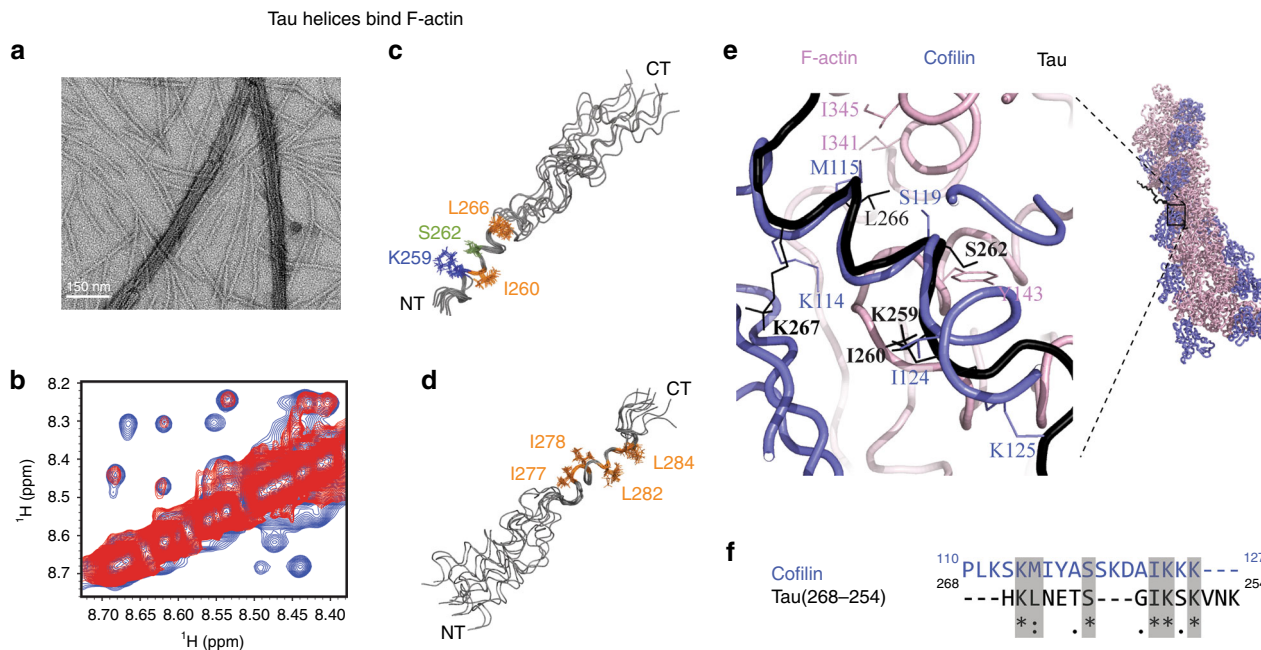 Tau helices bind F-actin
a
150 nm
b
8.2
8.3
8.4
8.5
8.6
8.7
¹H (ppm)
8.70 8.65 8.60 8.55 8.50 8.45 8.40
¹H (ppm)
c
CT
L266
S262
K259
I260
NT
d
CT
I278
I277
L284
L282
NT
e
F-actin Cofilin Tau
I345
I341
M115
S119
L266
S262
Y143
K114
K259
K267
I260
I124
K125
f
Cofilin 110 PLKSKMIYASSKDAIKKK--- 127
Tau(268–254) 268 ---HKLNETS---GIKSKVNK 254
*: . * .**.*